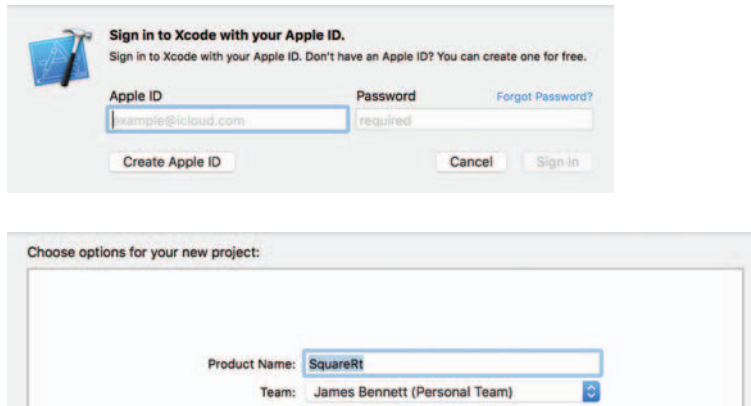 Sign in to Xcode with your Apple ID.
Sign in to Xcode with your Apple ID. Don't have an Apple ID? You can create one for free.
Apple ID Password Forgot Password?
example@icloud.com required
Create Apple ID Cancel Sign In
Choose options for your new project:
Product Name: SquareRt
Team: James Bennett (Personal Team)